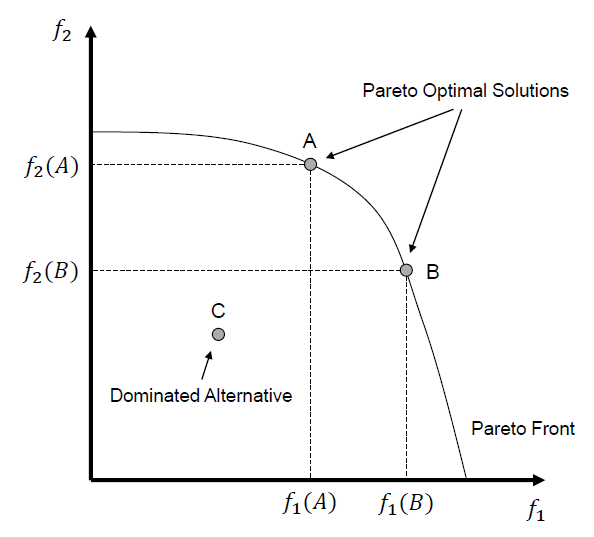 f₂
Pareto Optimal Solutions
A
f₂(A)
f₂(B)
B
C
Dominated Alternative
Pareto Front
f₁(A)
f₁(B)
f₁